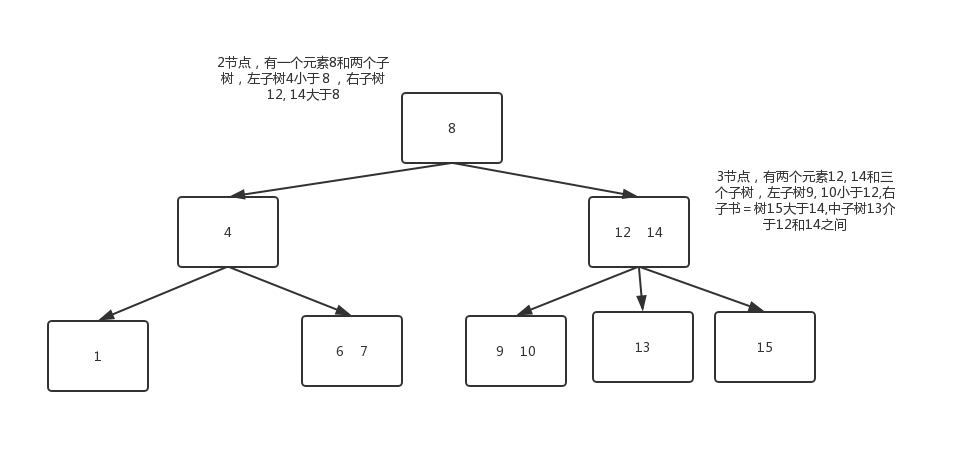 2节点，有一个元素8和两个子
树，左子树4小于８，右子树
12, 14大于8
8
3节点，有两个元素12, 14和三
个子树，左子树9, 10小于12,右
子书＝树15大于14,中子树13介
于12和14之间
4
12 14
1
6 7
9 10
13
15